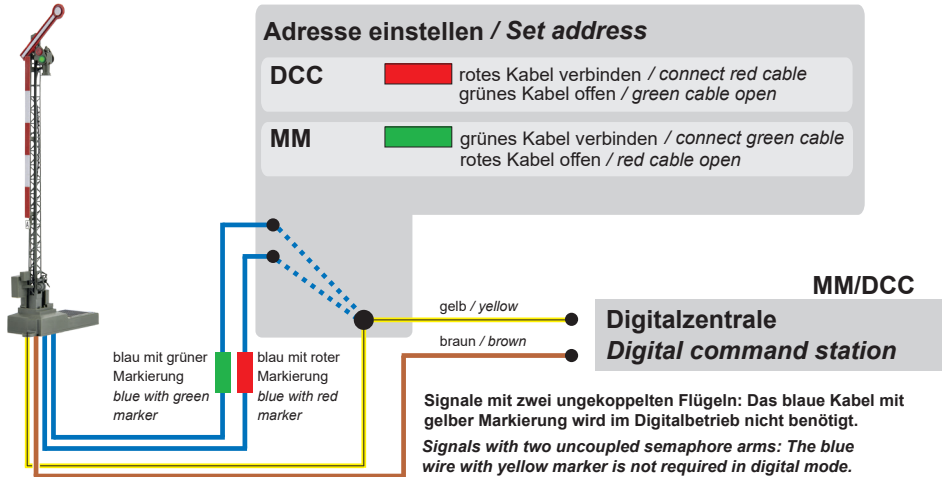 Adresse einstellen / Set address
DCC
rotes Kabel verbinden / connect red cable
grünes Kabel offen / green cable open
MM
grünes Kabel verbinden / connect green cable
rotes Kabel offen / red cable open
MM/DCC
gelb / yellow
Digitalzentrale
braun / brown
Digital command station
blau mit grüner
Markierung
blue with green
marker
blau mit roter
Markierung
blue with red
marker
Signale mit zwei ungekoppelten Flügeln: Das blaue Kabel mit
gelber Markierung wird im Digitalbetrieb nicht benötigt.
Signals with two uncoupled semaphore arms: The blue
wire with yellow marker is not required in digital mode.